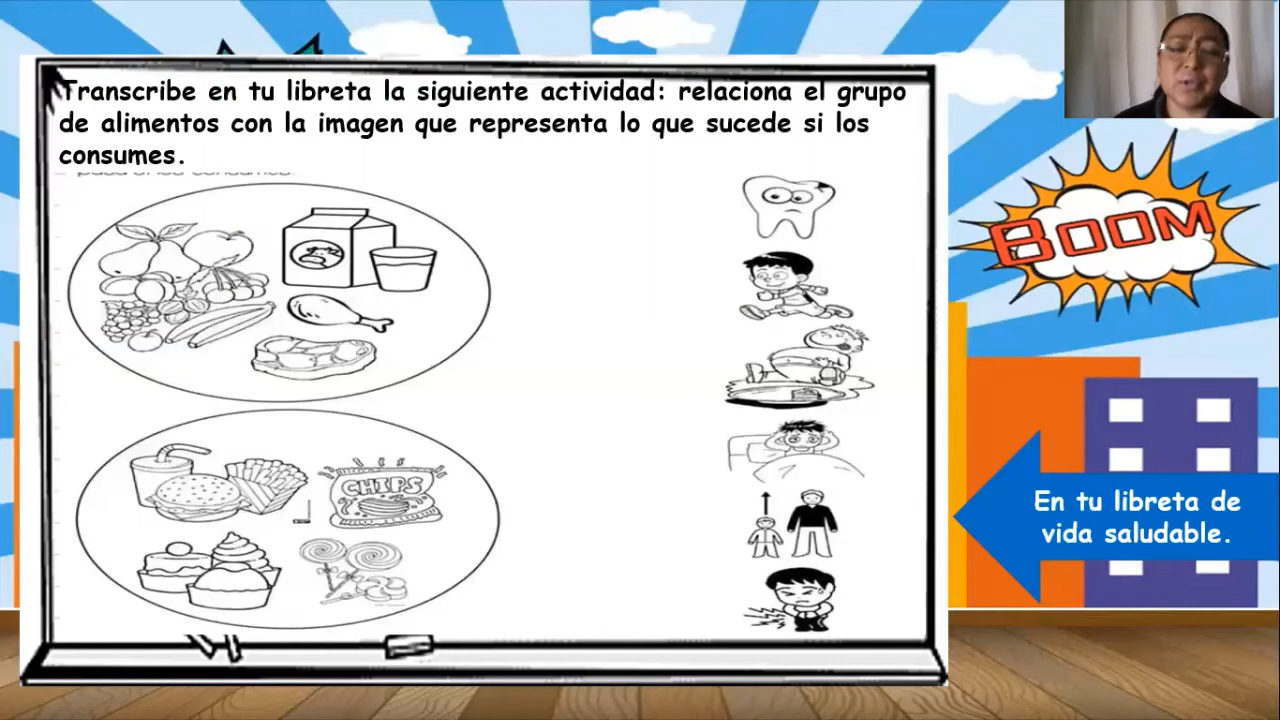 Transcribe en tu libreta la siguiente actividad: relaciona el grupo
de alimentos con la imagen que representa lo que sucede si los
consumes.
BOOM
CHIPS
En tu libreta de
vida saludable.